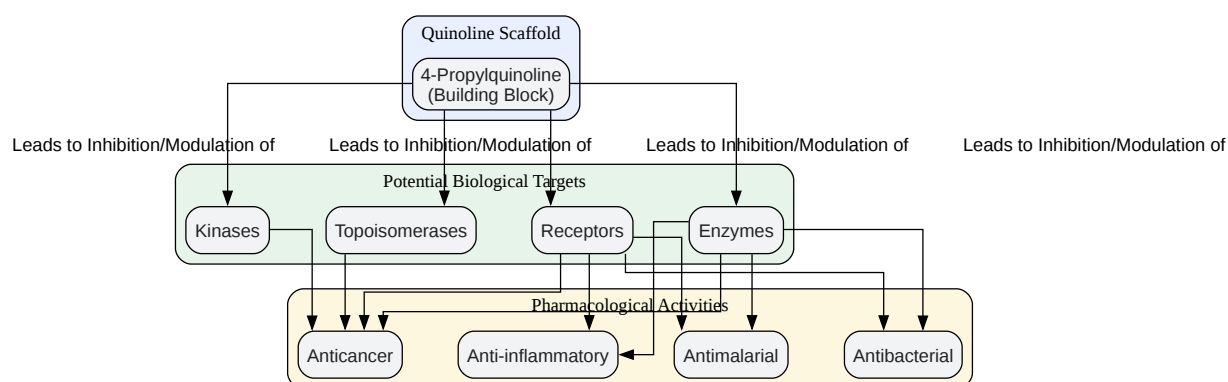 Quinoline Scaffold
4-Propylquinoline
(Building Block)
Leads to Inhibition/Modulation of
Leads to Inhibition/Modulation of
Leads to Inhibition/Modulation of
Leads to Inhibition/Modulation of
Potential Biological Targets
Kinases
Topoisomerases
Receptors
Enzymes
Pharmacological Activities
Anticancer
Anti-inflammatory
Antimalarial
Antibacterial